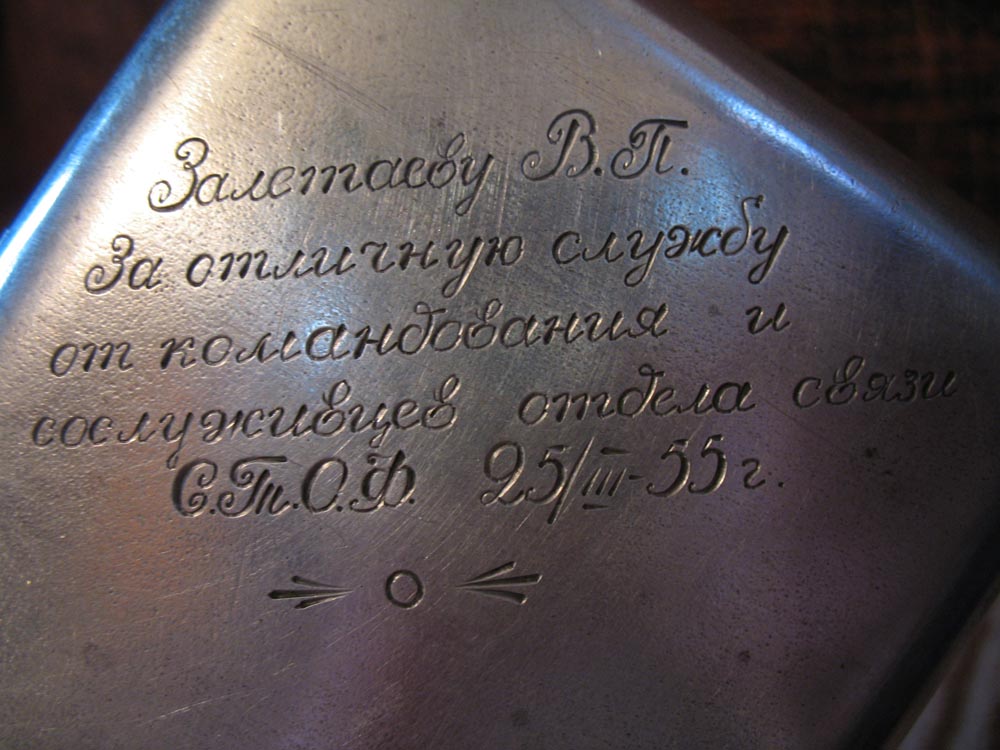 Залетаеву В.П.
За отличную службу
от командования и
сослуживцев отдела связи
С.Т.О.Ф. 25/III-55 г.